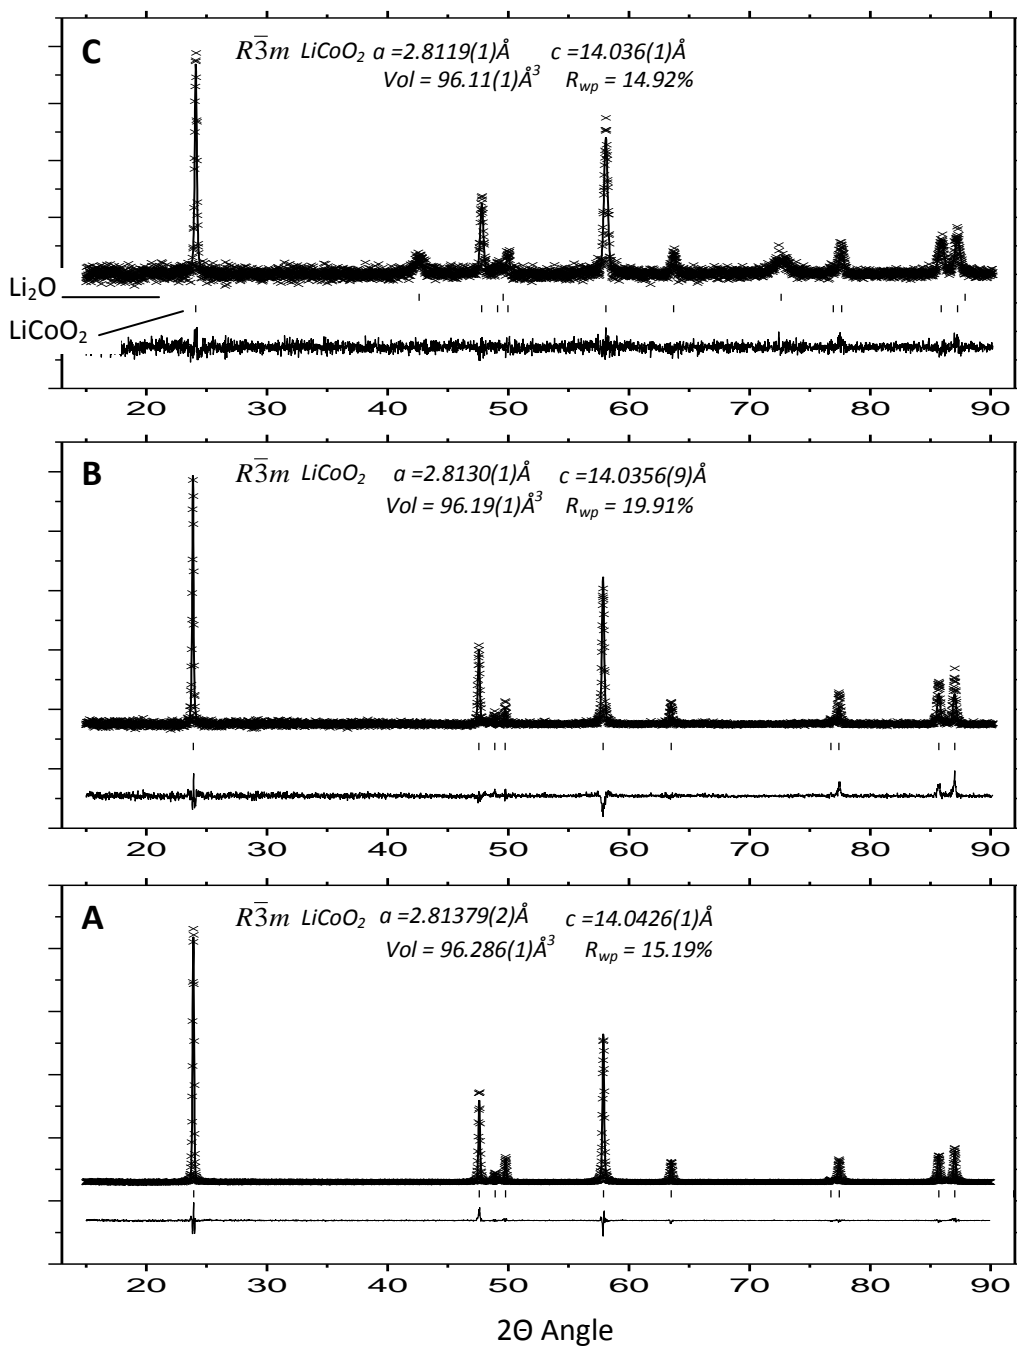 C R3̅m LiCoO₂ a =2.8119(1)Å c =14.036(1)Å
Vol = 96.11(1)Å³ R_wp = 14.92%
Li₂O
LiCoO₂
20 30 40 50 60 70 80 90
B R3̅m LiCoO₂ a =2.8130(1)Å c =14.0356(9)Å
Vol = 96.19(1)Å³ R_wp = 19.91%
20 30 40 50 60 70 80 90
A R3̅m LiCoO₂ a =2.81379(2)Å c =14.0426(1)Å
Vol = 96.286(1)Å³ R_wp = 15.19%
20 30 40 50 60 70 80 90
2Θ Angle